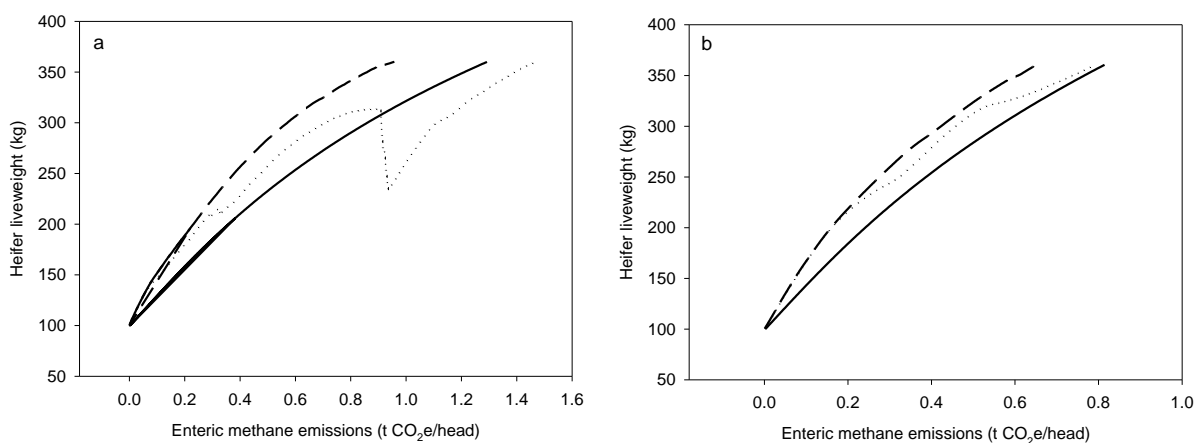 a
400
350
300
250
200
150
100
50
Heifer liveweight (kg)
0.0 0.2 0.4 0.6 0.8 1.0 1.2 1.4 1.6
Enteric methane emissions (t CO₂e/head)
b
400
350
300
250
200
150
100
50
Heifer liveweight (kg)
0.0 0.2 0.4 0.6 0.8 1.0
Enteric methane emissions (t CO₂e/head)